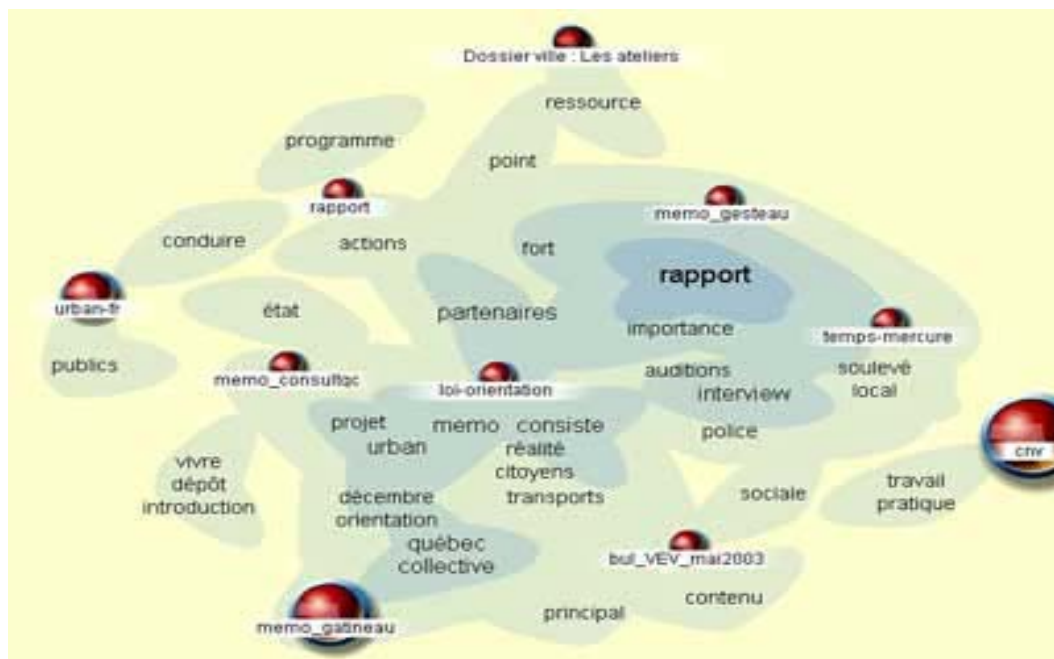 Dossier ville : Les ateliers
ressource
programme
point
rapport
memo_gesteau
conduire
actions
fort
rapport
urban-fr
état
partenaires
importance
temps-mercure
publics
memo_consultqc
loi-orientation
auditions
interview
soulevé
local
projet
urban
memo
consiste
réalité
citoyens
transports
police
cnv
vivre
dépôt
introduction
décembre
orientation
québec
collective
sociale
travail
pratique
bul_VEV_mai2003
memo_gatineau
principal
contenu